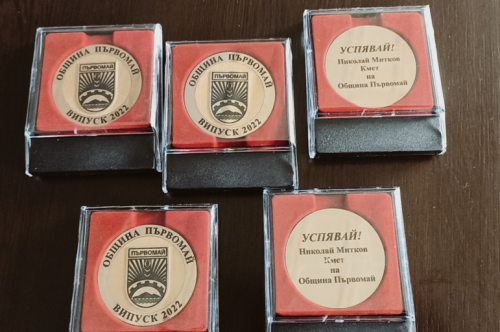 ОБЩИНА ПЪРВОМАЙ
ПЪРВОМАЙ
ВИПУСК 2022
ОБЩИНА ПЪРВОМАЙ
ПЪРВОМАЙ
ВИПУСК 2022
УСПЯВАЙ!
Николай Митков
Кмет
на
Община Първомай
ОБЩИНА ПЪРВОМАЙ
ПЪРВОМАЙ
ВИПУСК 2022
УСПЯВАЙ!
Николай Митков
Кмет
на
Община Първомай